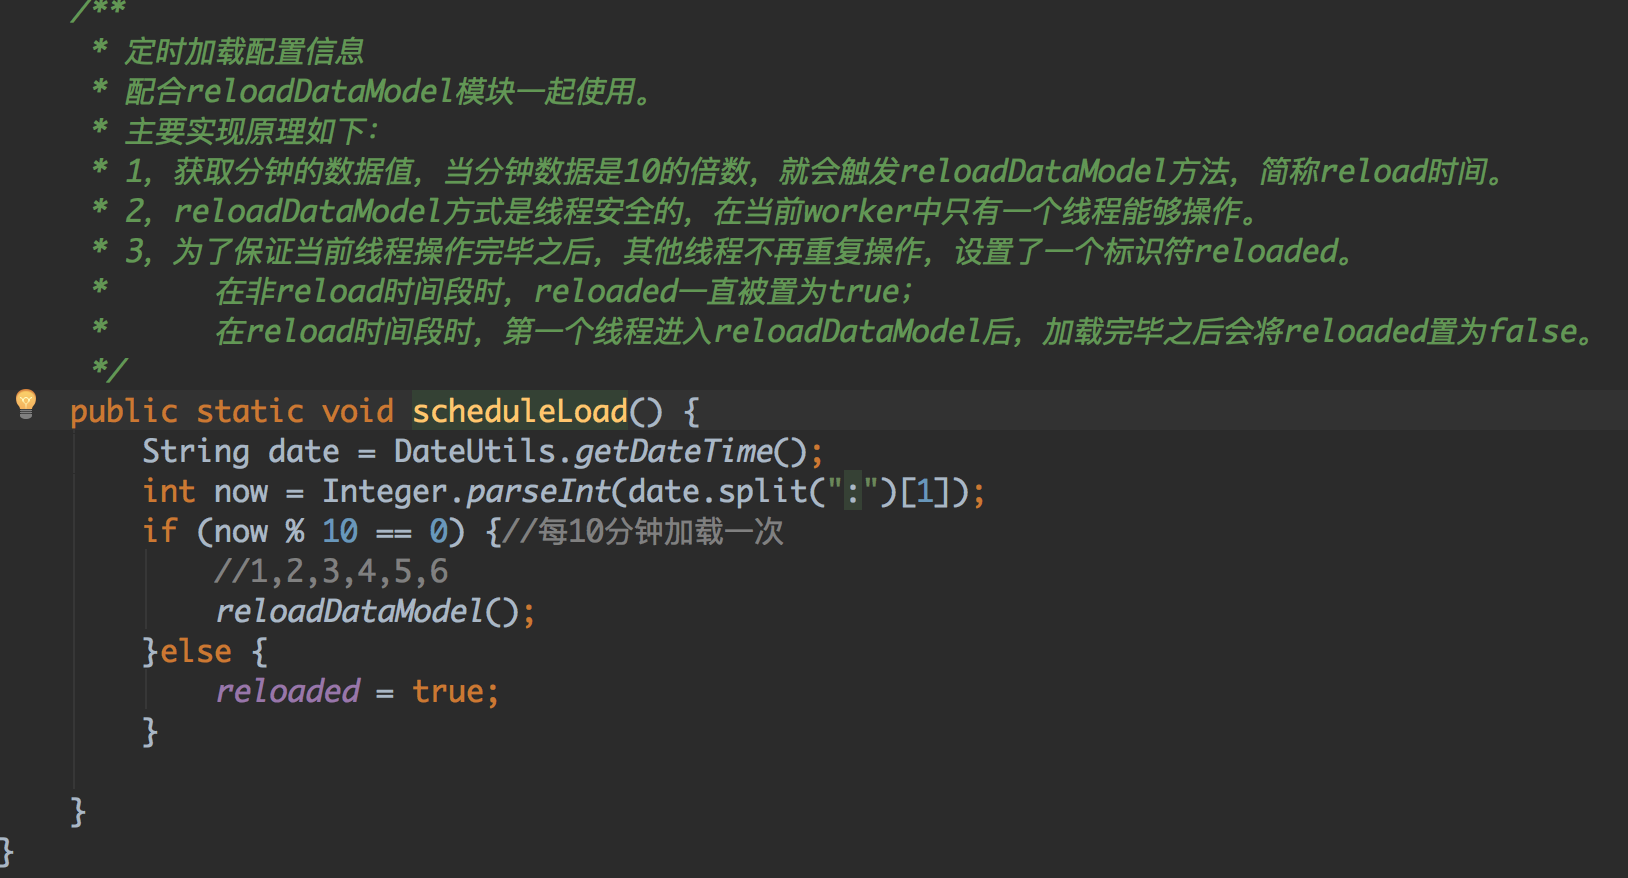 /**
* 定时加载配置信息
* 配合reloadDataModel模块一起使用。
* 主要实现原理如下：
* 1，获取分钟的数据值，当分钟数据是10的倍数，就会触发reloadDataModel方法，简称reload时间。
* 2，reloadDataModel方式是线程安全的，在当前worker中只有一个线程能够操作。
* 3，为了保证当前线程操作完毕之后，其他线程不再重复操作，设置了一个标识符reloaded。
*      在非reload时间段时，reloaded一直被置为true；
*      在reload时间段时，第一个线程进入reloadDataModel后，加载完毕之后会将reloaded置为false。
*/
public static void scheduleLoad() {
String date = DateUtils.getDateTime();
int now = Integer.parseInt(date.split(":")[1]);
if (now % 10 == 0) {//每10分钟加载一次
//1,2,3,4,5,6
reloadDataModel();
}else {
reloaded = true;
}
}
}